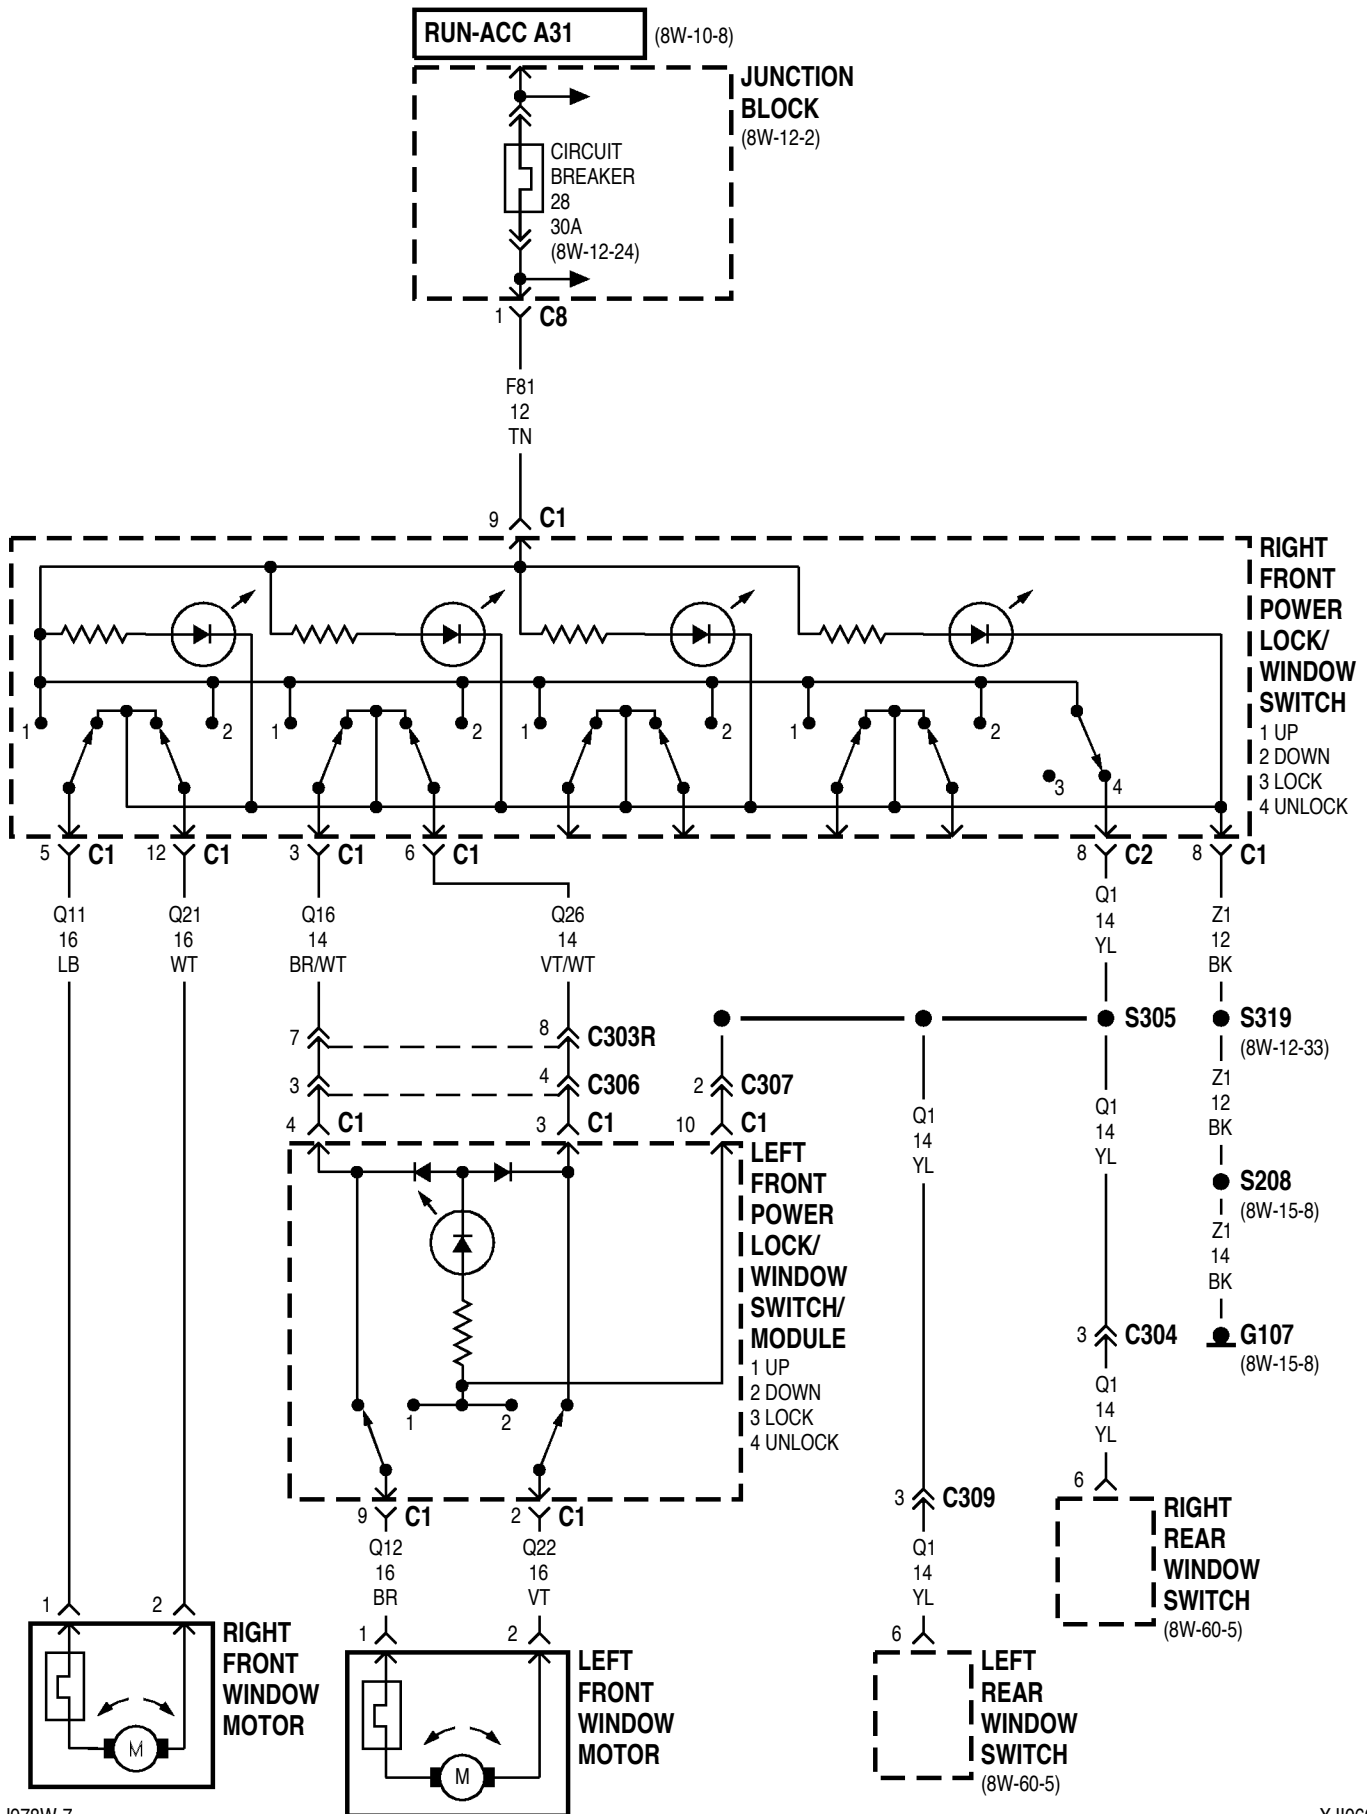 RUN-ACC A31 (8W-10-8)
JUNCTION
BLOCK
(8W-12-2)
CIRCUIT
BREAKER
28
30A
(8W-12-24)
1 C8
F81
12
TN
9 C1
RIGHT
FRONT
POWER
LOCK/
WINDOW
SWITCH
1 UP
2 DOWN
3 LOCK
4 UNLOCK
1 2 1 2 1 2 1 2
3 4
5 C1 12 C1 3 C1 6 C1 8 C2 8 C1
Q11
16
LB
Q21
16
WT
Q16
14
BR/WT
Q26
14
VT/WT
Q1
14
YL
Z1
12
BK
7 8 C303R
S305
S319
(8W-12-33)
3 4 C306 2 C307
4 C1 3 C1 10 C1
Q1
14
YL
Q1
14
YL
Z1
12
BK
S208
(8W-15-8)
Z1
14
BK
G107
(8W-15-8)
LEFT
FRONT
POWER
LOCK/
WINDOW
SWITCH/
MODULE
1 UP
2 DOWN
3 LOCK
4 UNLOCK
1 2
3 C304
Q1
14
YL
6
RIGHT
REAR
WINDOW
SWITCH
(8W-60-5)
9 C1 2 C1
Q12
16
BR
Q22
16
VT
3 C309
Q1
14
YL
6
LEFT
REAR
WINDOW
SWITCH
(8W-60-5)
1 2
RIGHT
FRONT
WINDOW
MOTOR
M
1 2
LEFT
FRONT
WINDOW
MOTOR
M